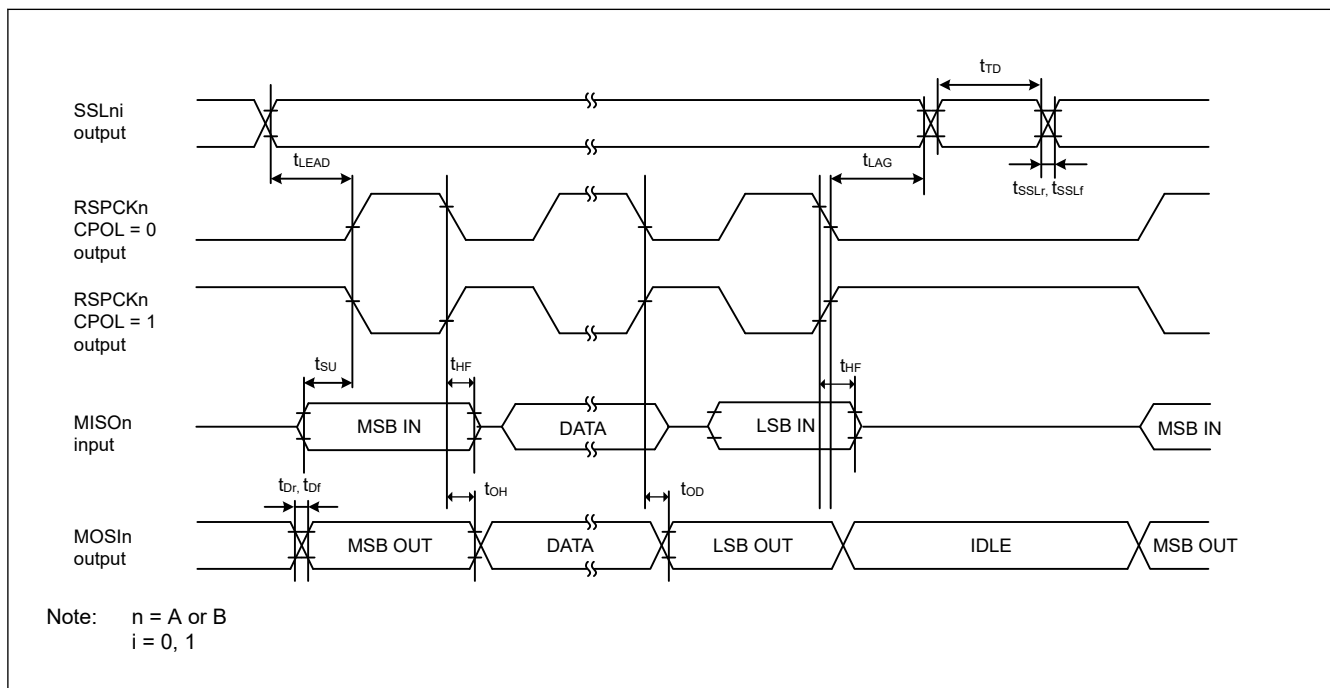 tTD
SSLni
output
tLEAD
tLAG
tSSLr, tSSLf
RSPCKn
CPOL = 0
output
RSPCKn
CPOL = 1
output
tSU
tHF
tHF
MISOn
input
MSB IN
DATA
LSB IN
MSB IN
tDr, tDf
tOH
tOD
MOSIn
output
MSB OUT
DATA
LSB OUT
IDLE
MSB OUT
Note: n = A or B
i = 0, 1